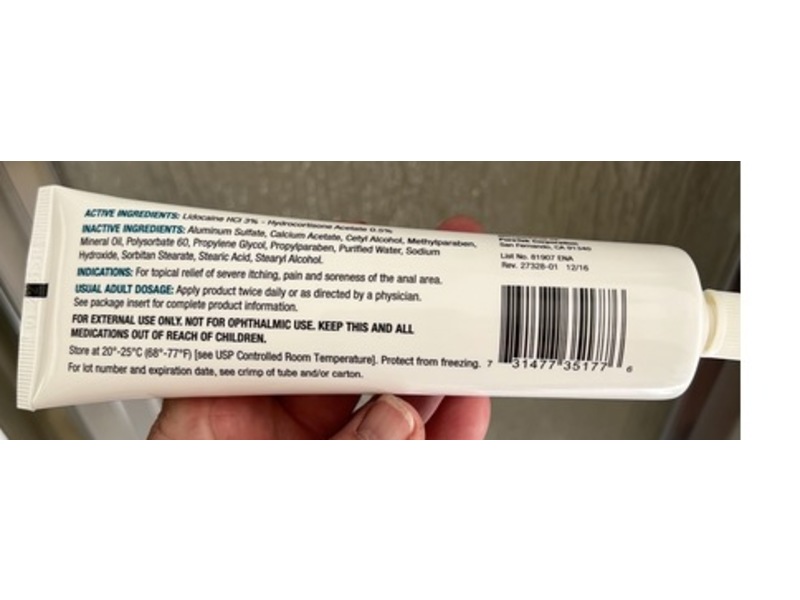 ACTIVE INGREDIENTS: Lidocaine HCl 3% - Hydrocortisone Acetate 0.5%
INACTIVE INGREDIENTS: Aluminum Sulfate, Calcium Acetate, Cetyl Alcohol, Methylparaben,
Mineral Oil, Polysorbate 60, Propylene Glycol, Propylparaben, Purified Water, Sodium
Hydroxide, Sorbitan Stearate, Stearic Acid, Stearyl Alcohol.
INDICATIONS: For topical relief of severe itching, pain and soreness of the anal area.
USUAL ADULT DOSAGE: Apply product twice daily or as directed by a physician.
See package insert for complete product information.
FOR EXTERNAL USE ONLY. NOT FOR OPHTHALMIC USE. KEEP THIS AND ALL
MEDICATIONS OUT OF REACH OF CHILDREN.
Store at 20°-25°C (68°-77°F) [see USP Controlled Room Temperature]. Protect from freezing.
For lot number and expiration date, see crimp of tube and/or carton.
Corporation
San Fernando, CA 91340
List No. 81907 ENA
Rev. 27328-01 12/16
7 31477 35177 6